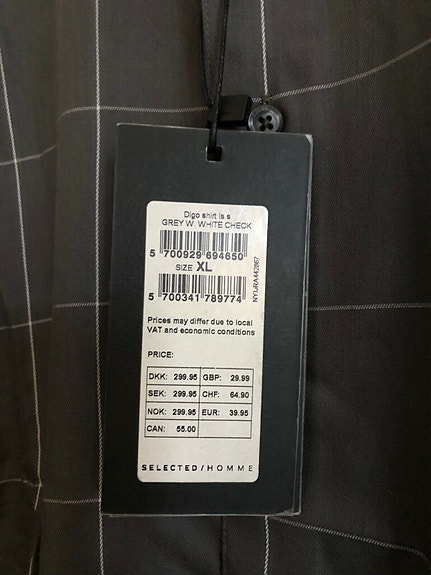 Digo shirt ls s
GREY W. WHITE CHECK
5 700929 694650
SIZE XL
5 700341 789774
Prices may differ due to local
VAT and economic conditions
PRICE:
DKK: 299.95 GBP: 29.99
SEK: 299.95 CHF: 64.90
NOK: 299.95 EUR: 39.95
CAN: 55.00
SELECTED/HOMME